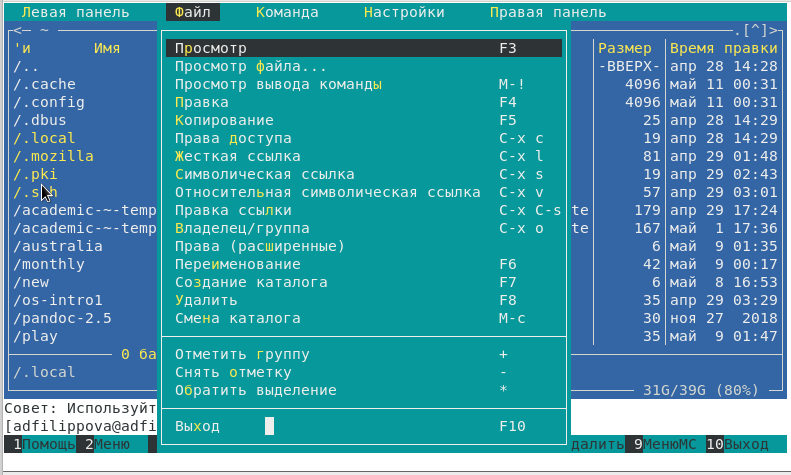 Левая панель Файл Команда Настройки Правая панель
<— ~ .[^]>
'и Имя Размер Время правки
/.. -ВВЕРХ- апр 28 14:28
/.cache 4096 май 11 00:31
/.config 4096 май 11 00:31
/.dbus 25 апр 28 14:29
/.local 19 апр 28 14:29
/.mozilla 81 апр 29 01:48
/.pki 19 апр 29 02:43
/.ssh 57 апр 29 03:01
/academic-~-temp te 179 апр 29 17:24
/academic-~-temp te 167 май 1 17:36
/australia 6 май 9 01:35
/monthly 42 май 9 00:17
/new 6 май 8 16:53
/os-intro1 35 апр 29 03:29
/pandoc-2.5 30 ноя 27 2018
/play 35 май 9 01:47
0 ба
/.local
31G/39G (80%)
Просмотр F3
Просмотр файла...
Просмотр вывода команды M-!
Правка F4
Копирование F5
Права доступа C-x c
Жесткая ссылка C-x l
Символическая ссылка C-x s
Относительная символическая ссылка C-x v
Правка ссылки C-x C-s
Владелец/группа C-x o
Права (расширенные)
Переименование F6
Создание каталога F7
Удалить F8
Смена каталога M-c
Отметить группу +
Снять отметку -
Обратить выделение *
Выход F10
Совет: Используйт
[adfilippova@adfi
1Помощь 2Меню далить 9МенюMC 10Выход